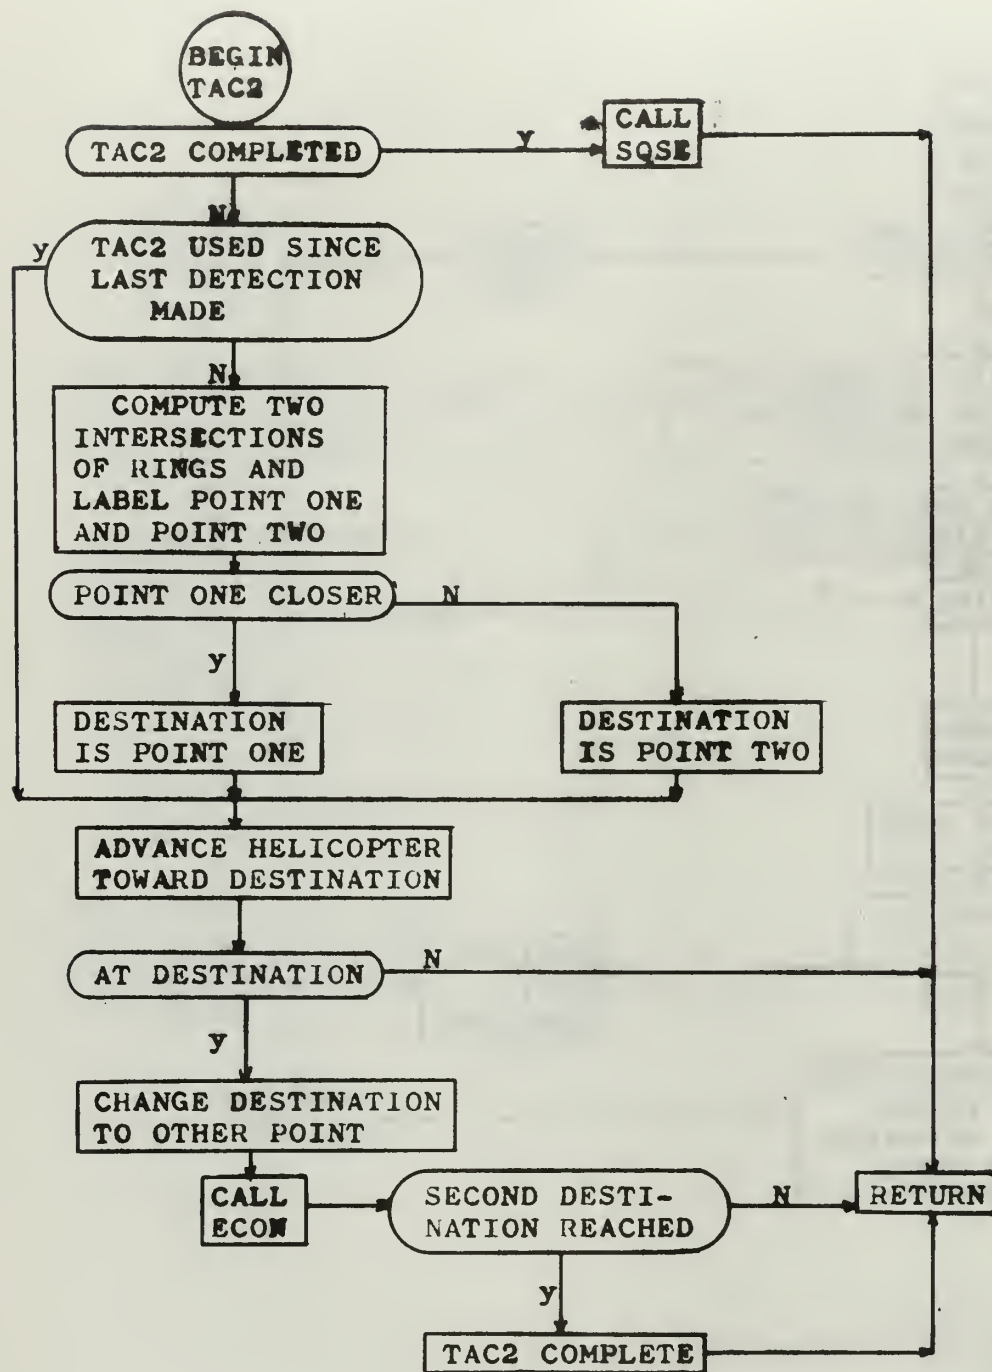 BEGIN
TAC2
TAC2 COMPLETED
Y
CALL
SQSE
N
y
TAC2 USED SINCE
LAST DETECTION
MADE
N
COMPUTE TWO
INTERSECTIONS
OF RINGS AND
LABEL POINT ONE
AND POINT TWO
POINT ONE CLOSER
N
y
DESTINATION
IS POINT ONE
DESTINATION
IS POINT TWO
ADVANCE HELICOPTER
TOWARD DESTINATION
AT DESTINATION
N
y
CHANGE DESTINATION
TO OTHER POINT
CALL
ECON
SECOND DESTI-
NATION REACHED
N
RETURN
y
TAC2 COMPLETE